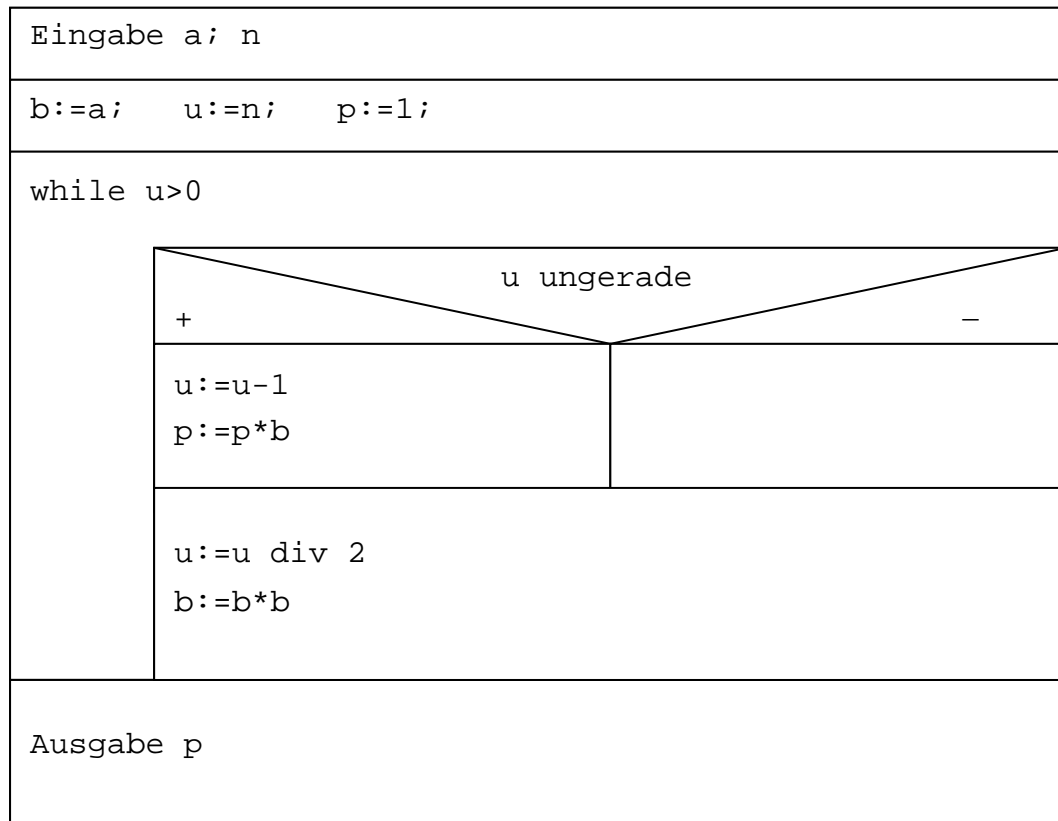 Eingabe a; n
b:=a;   u:=n;   p:=1;
while u>0
u ungerade
+ −
u:=u-1
p:=p*b
u:=u div 2
b:=b*b
Ausgabe p